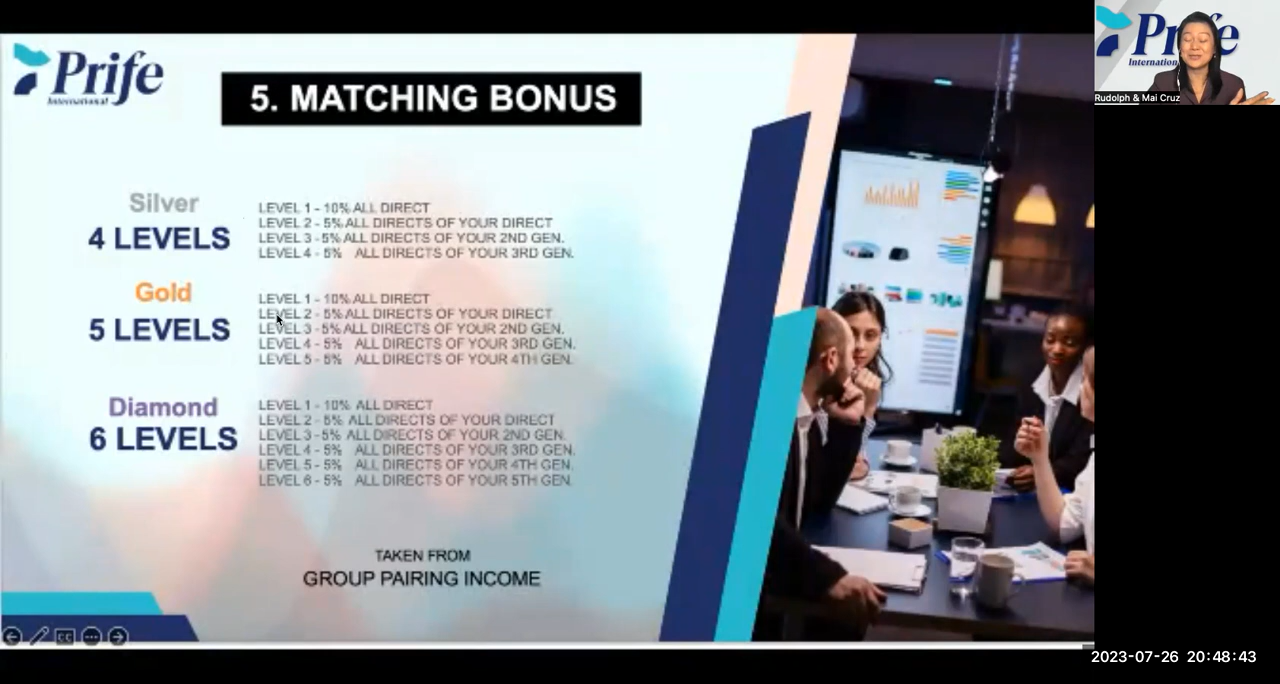 Prife
International
5. MATCHING BONUS
Silver
4 LEVELS
LEVEL 1 - 10% ALL DIRECT
LEVEL 2 - 5% ALL DIRECTS OF YOUR DIRECT
LEVEL 3 - 5% ALL DIRECTS OF YOUR 2ND GEN.
LEVEL 4 - 5% ALL DIRECTS OF YOUR 3RD GEN.
Gold
5 LEVELS
LEVEL 1 - 10% ALL DIRECT
LEVEL 2 - 5% ALL DIRECTS OF YOUR DIRECT
LEVEL 3 - 5% ALL DIRECTS OF YOUR 2ND GEN.
LEVEL 4 - 5% ALL DIRECTS OF YOUR 3RD GEN.
LEVEL 5 - 5% ALL DIRECTS OF YOUR 4TH GEN.
Diamond
6 LEVELS
LEVEL 1 - 10% ALL DIRECT
LEVEL 2 - 5% ALL DIRECTS OF YOUR DIRECT
LEVEL 3 - 5% ALL DIRECTS OF YOUR 2ND GEN.
LEVEL 4 - 5% ALL DIRECTS OF YOUR 3RD GEN.
LEVEL 5 - 5% ALL DIRECTS OF YOUR 4TH GEN.
LEVEL 6 - 5% ALL DIRECTS OF YOUR 5TH GEN.
TAKEN FROM
GROUP PAIRING INCOME
CC
Rudolph & Mai Cruz
2023-07-26 20:48:43